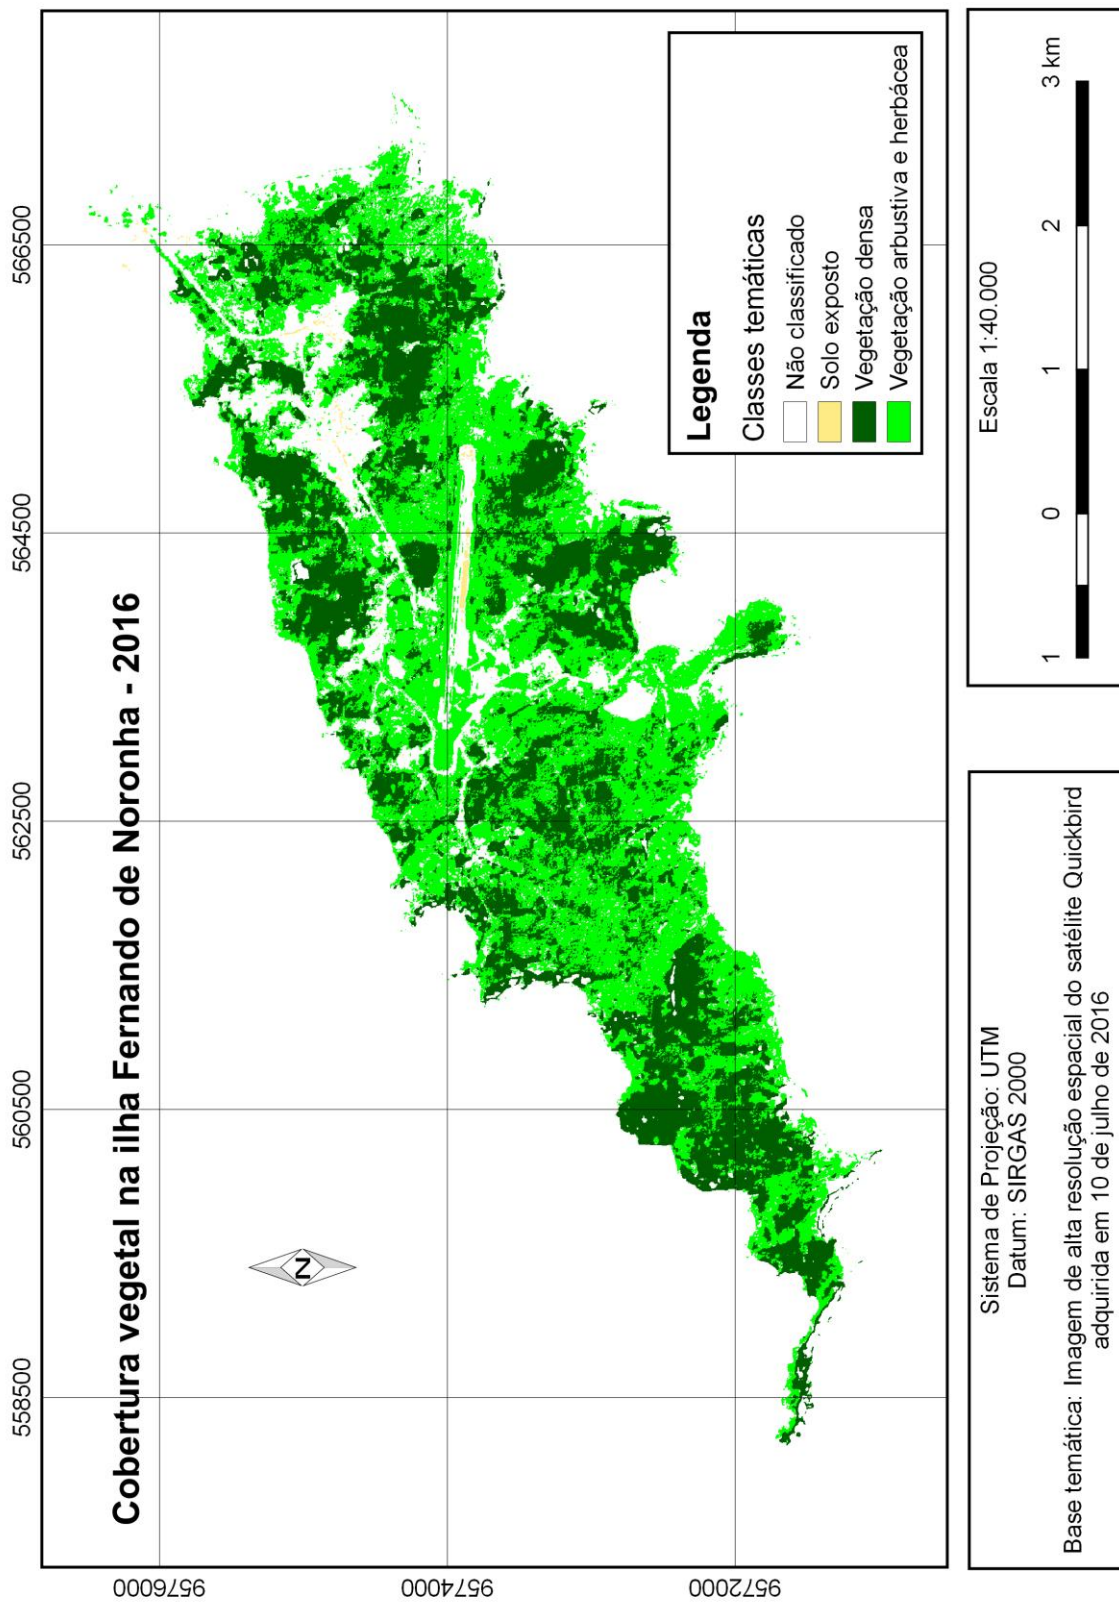 Cobertura vegetal na ilha Fernando de Noronha - 2016
558500
560500
562500
564500
566500
9576000
9574000
9572000
N
Legenda
Classes temáticas
Não classificado
Solo exposto
Vegetação densa
Vegetação arbustiva e herbácea
Sistema de Projeção: UTM
Datum: SIRGAS 2000
Base temática: Imagem de alta resolução espacial do satélite Quickbird
adquirida em 10 de julho de 2016
Escala 1:40.000
1 0 1 2 3 km